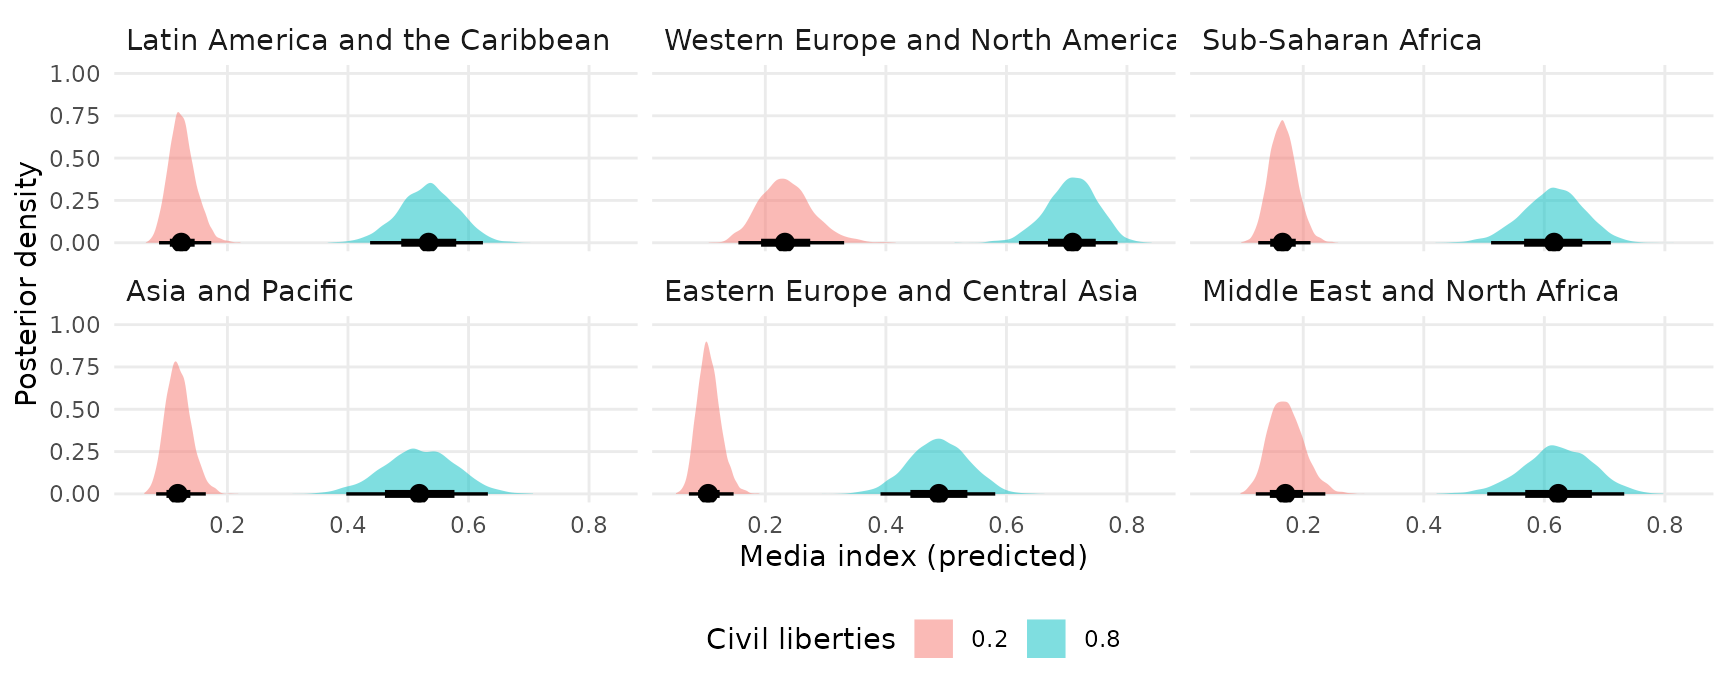 Latin America and the Caribbean
Western Europe and North America
Sub-Saharan Africa
1.00
0.75
0.50
0.25
0.00
Asia and Pacific
Eastern Europe and Central Asia
Middle East and North Africa
1.00
0.75
0.50
0.25
0.00
Posterior density
0.2 0.4 0.6 0.8
0.2 0.4 0.6 0.8
0.2 0.4 0.6 0.8
Media index (predicted)
Civil liberties 0.2 0.8